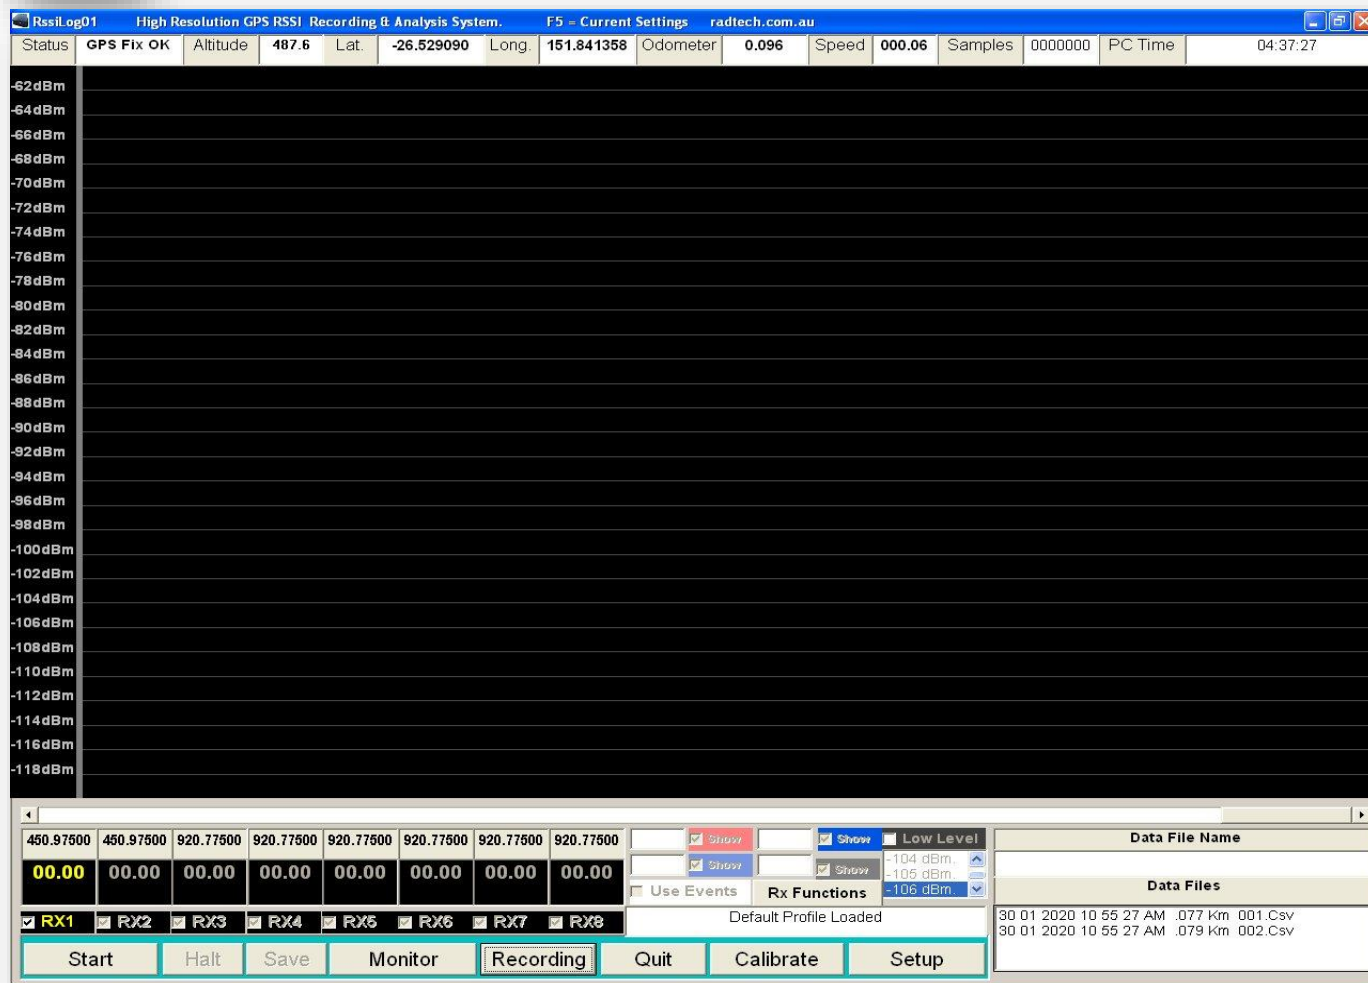 RssiLog01 High Resolution GPS RSSI Recording & Analysis System. F5 = Current Settings radtech.com.au
Status GPS Fix OK Altitude 487.6 Lat. -26.529090 Long. 151.841358 Odometer 0.096 Speed 000.06 Samples 0000000 PC Time 04:37:27
-62dBm
-64dBm
-66dBm
-68dBm
-70dBm
-72dBm
-74dBm
-76dBm
-78dBm
-80dBm
-82dBm
-84dBm
-86dBm
-88dBm
-90dBm
-92dBm
-94dBm
-96dBm
-98dBm
-100dBm
-102dBm
-104dBm
-106dBm
-108dBm
-110dBm
-112dBm
-114dBm
-116dBm
-118dBm
450.97500 450.97500 920.77500 920.77500 920.77500 920.77500 920.77500 920.77500 Show Show Low Level Data File Name
00.00 00.00 00.00 00.00 00.00 00.00 00.00 00.00 Show Show -104 dBm.
-105 dBm.
Use Events Rx Functions -106 dBm. Data Files
RX1 RX2 RX3 RX4 RX5 RX6 RX7 RX8 Default Profile Loaded 30 01 2020 10 55 27 AM .077 Km 001.Csv
30 01 2020 10 55 27 AM .079 Km 002.Csv
Start Halt Save Monitor Recording Quit Calibrate Setup